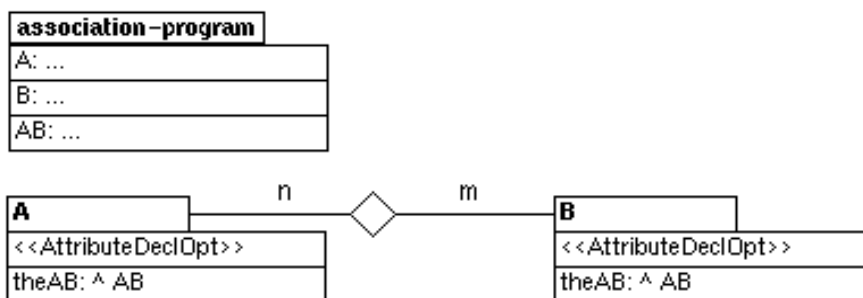 association-program
A: ...
B: ...
AB: ...
n
m
A
B
<<AttributeDeclOpt>>
<<AttributeDeclOpt>>
theAB: ^ AB
theAB: ^ AB